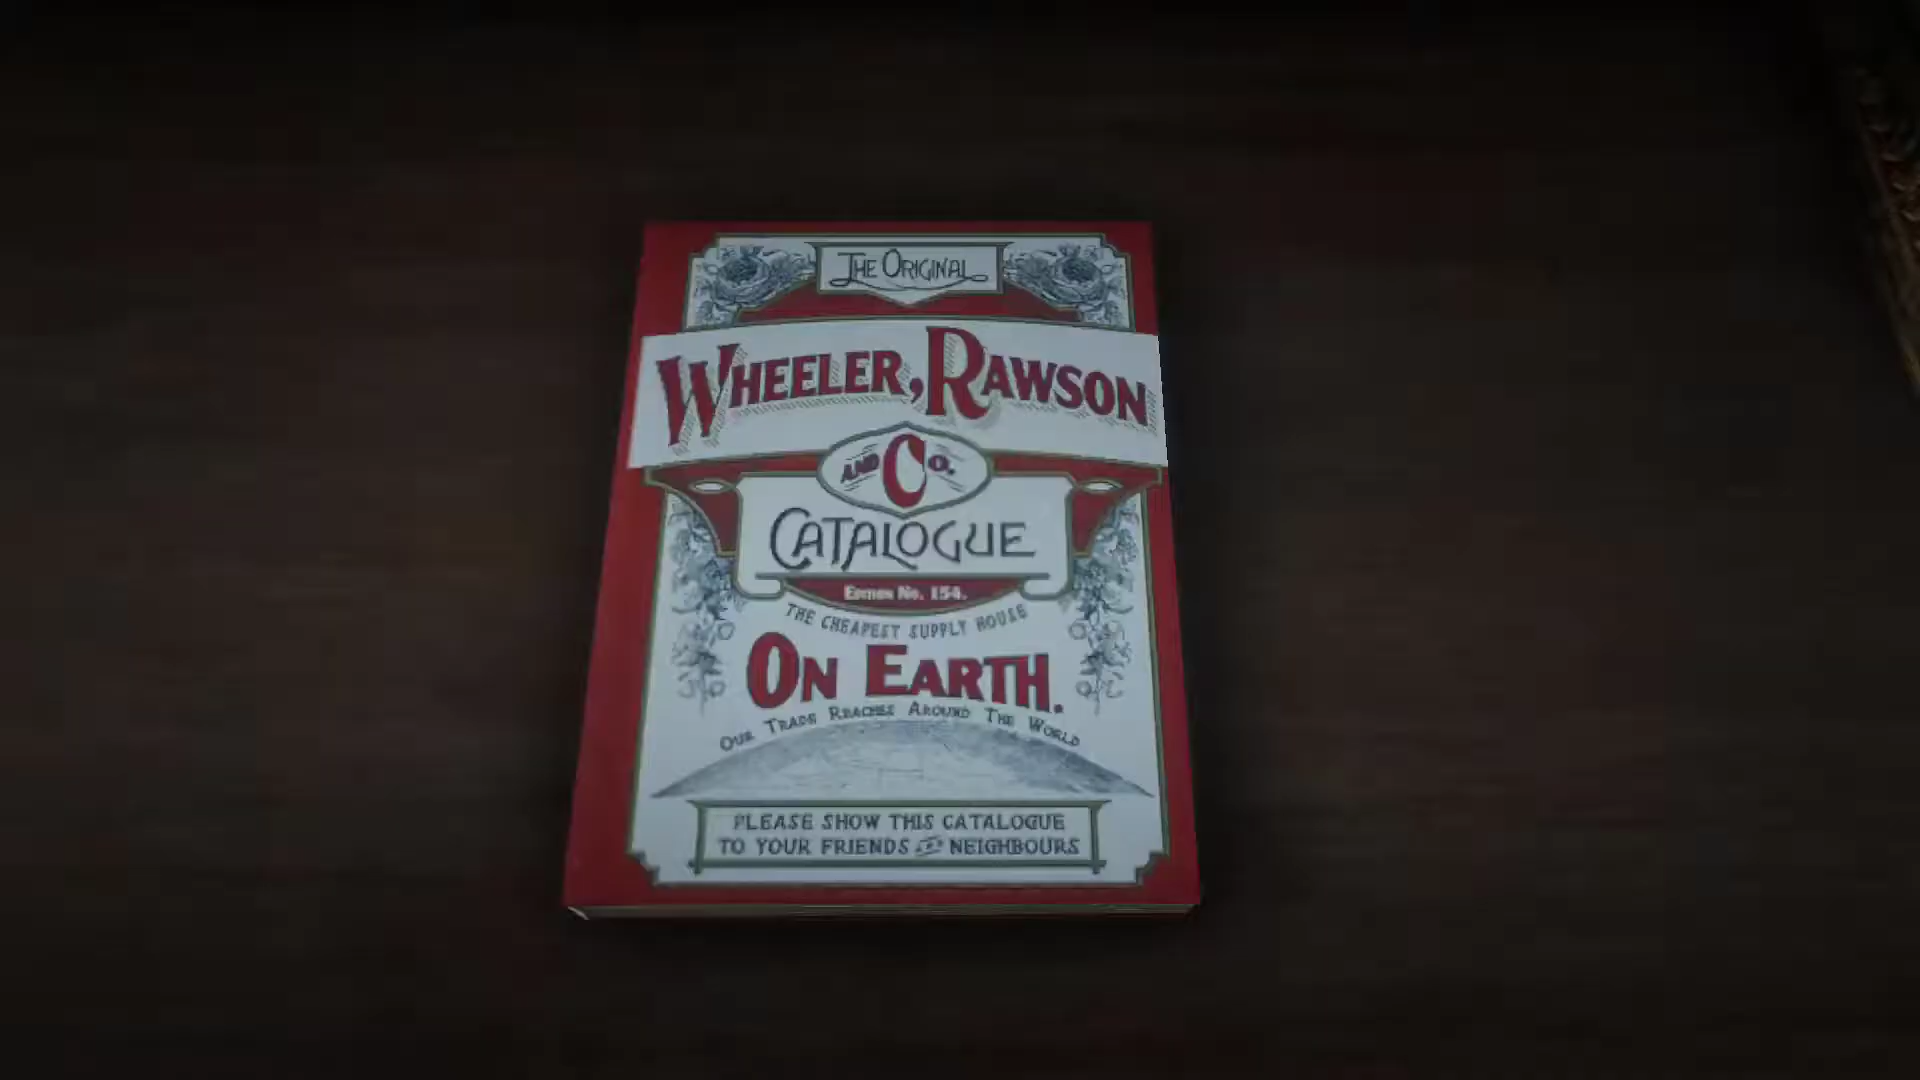 THE ORIGINAL
WHEELER, RAWSON
AND CO.
CATALOGUE
EDITION No. 154.
THE CHEAPEST SUPPLY HOUSE
ON EARTH.
OUR TRADE REACHES AROUND THE WORLD
PLEASE SHOW THIS CATALOGUE
TO YOUR FRIENDS AND NEIGHBOURS